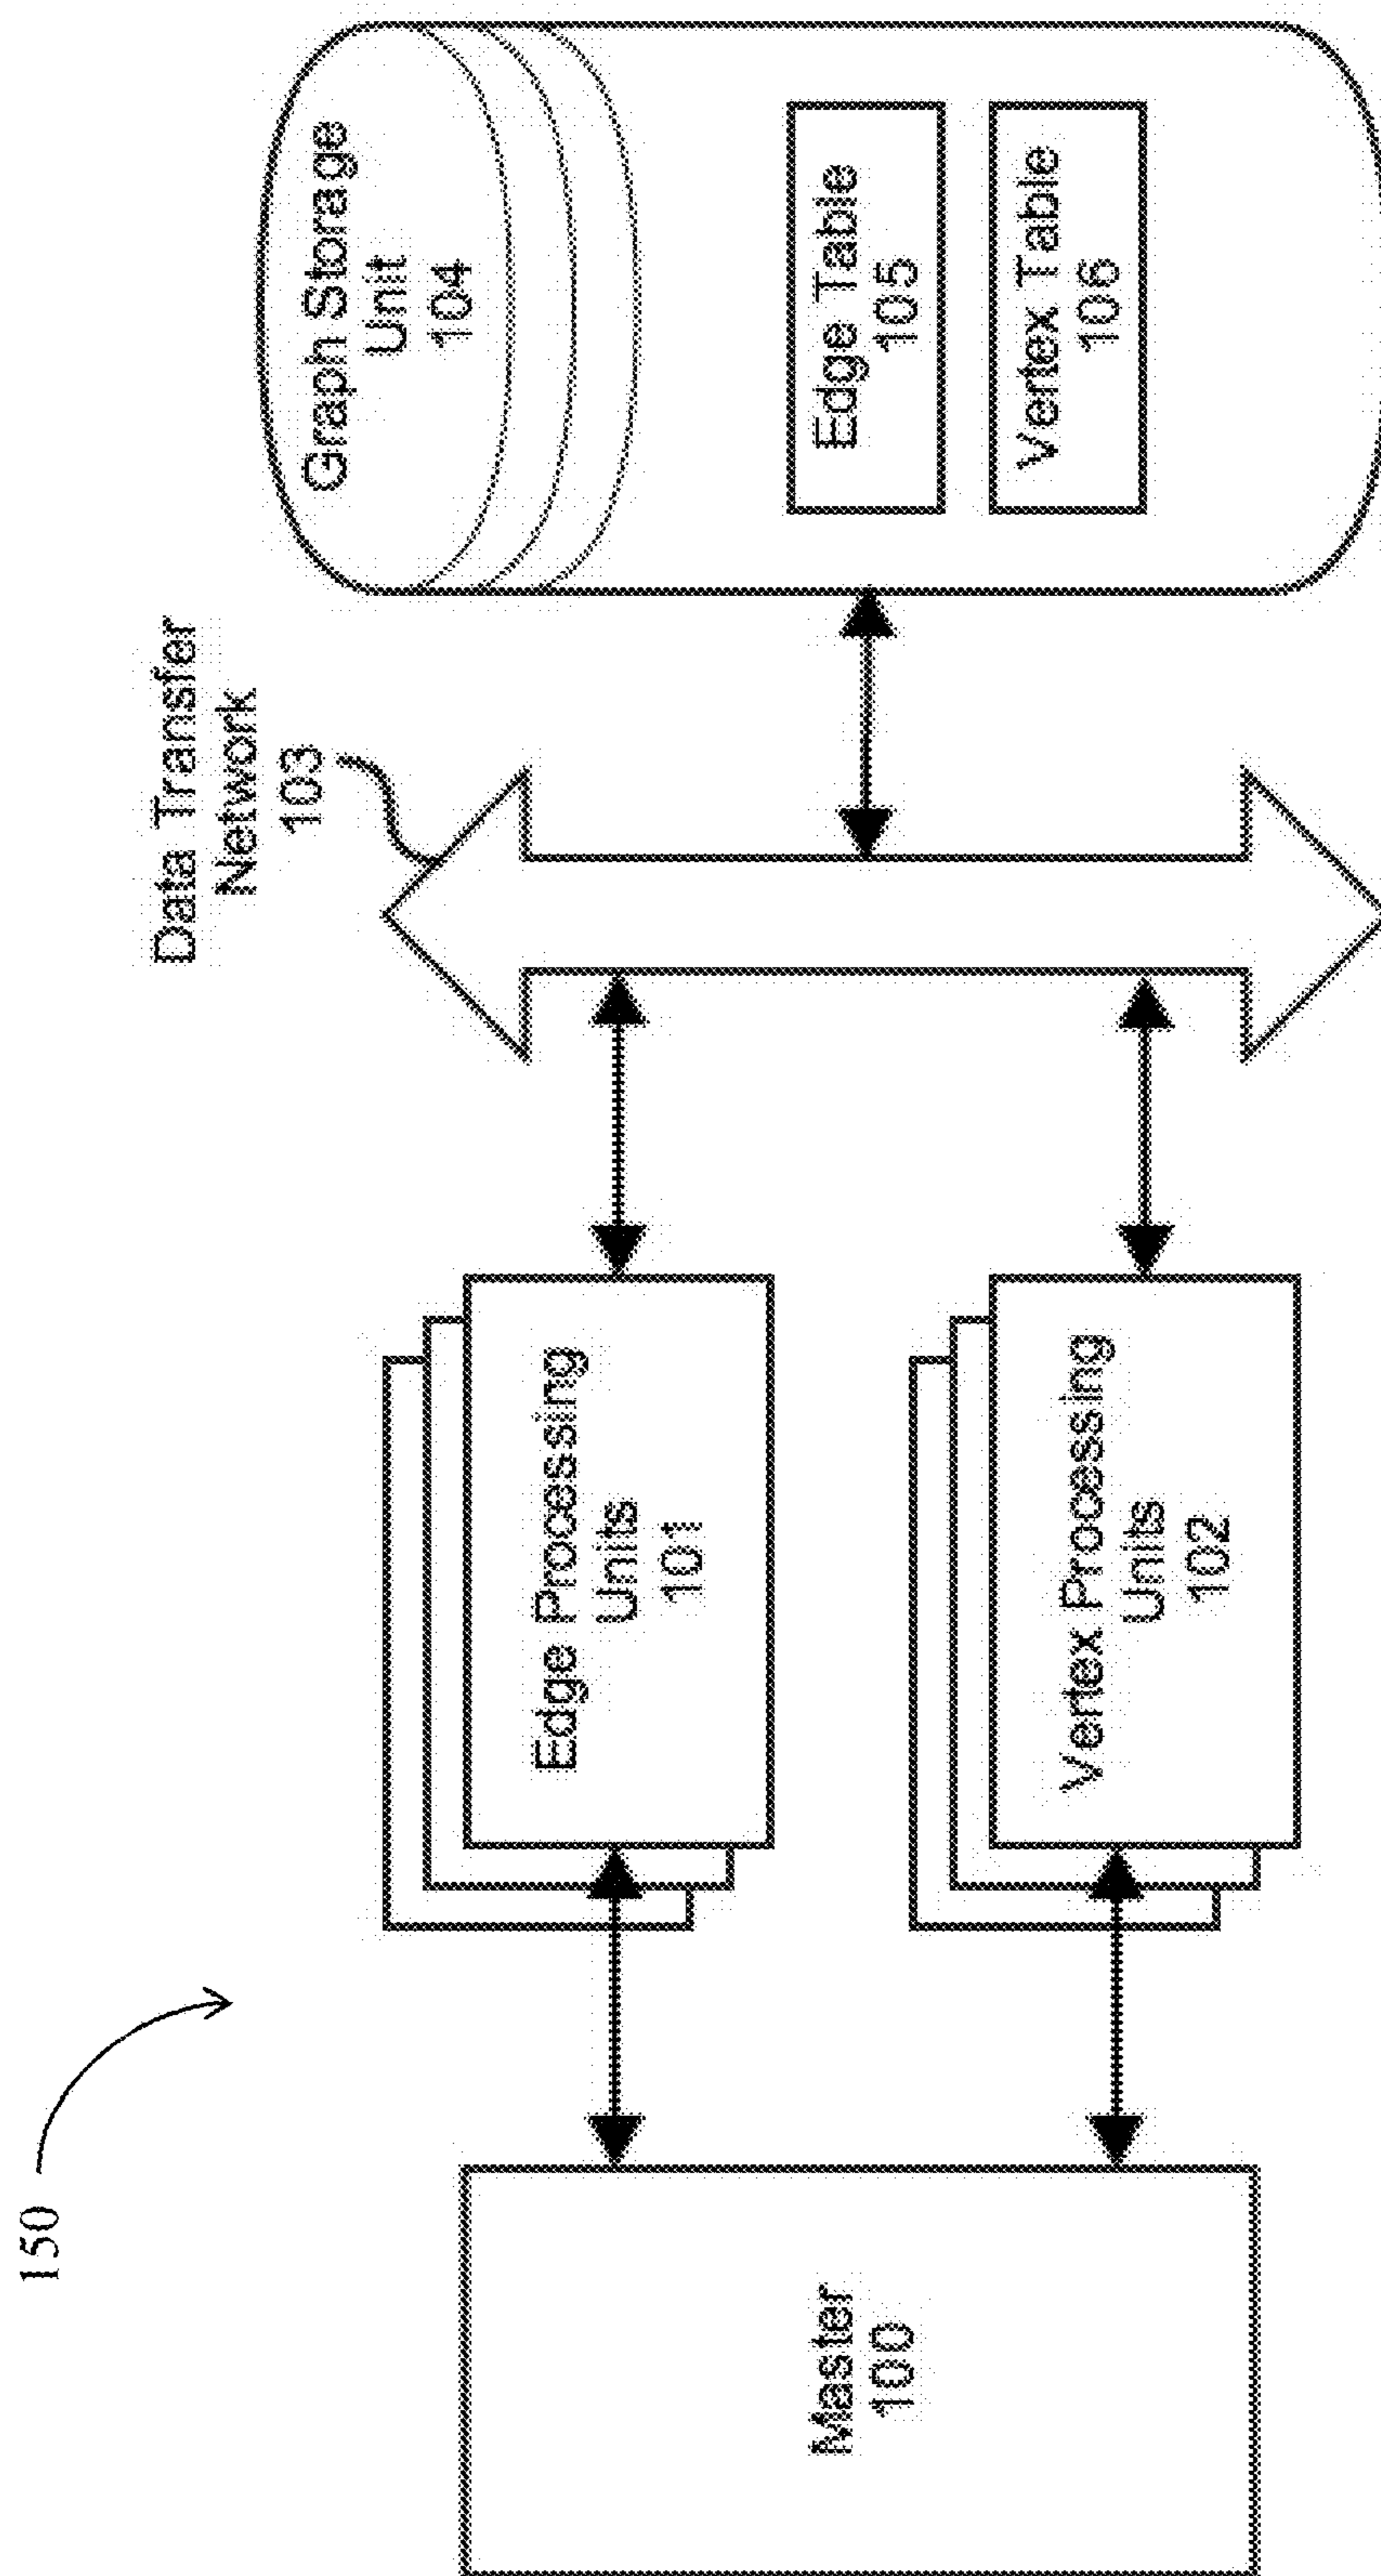 150
Master
100
Edge Processing
Units
101
Vertex Processing
Units
102
Data Transfer
Network
103
Graph Storage
Unit
104
Edge Table
105
Vertex Table
106